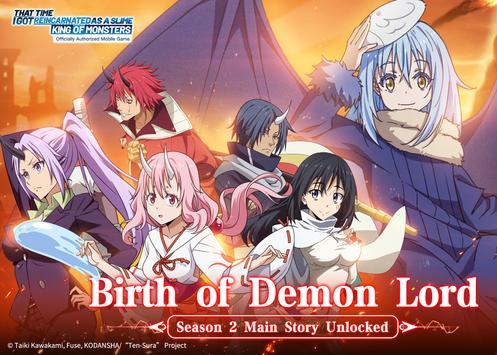 THAT TIME
I GOT REINCARNATED AS A SLIME
KING OF MONSTERS
Officially Authorized Mobile Game
Birth of Demon Lord
Season 2 Main Story Unlocked
© Taiki Kawakami, Fuse, KODANSHA/ “Ten-Sura” Project